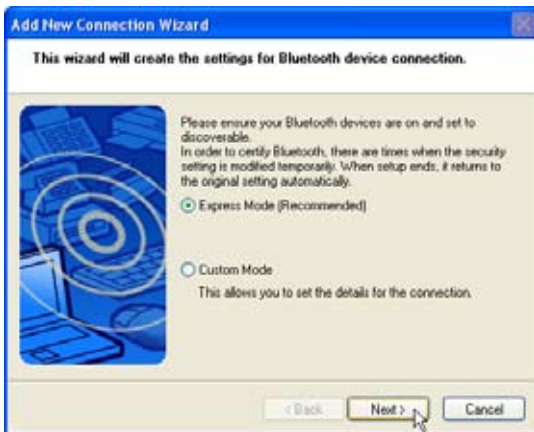 Add New Connection Wizard
This wizard will create the settings for Bluetooth device connection.
Please ensure your Bluetooth devices are on and set to
discoverable.
In order to certify Bluetooth, there are times when the security
setting is modified temporarily. When setup ends, it returns to
the original setting automatically.
Express Mode (Recommended)
Custom Mode
This allows you to set the details for the connection.
< Back
Next >
Cancel